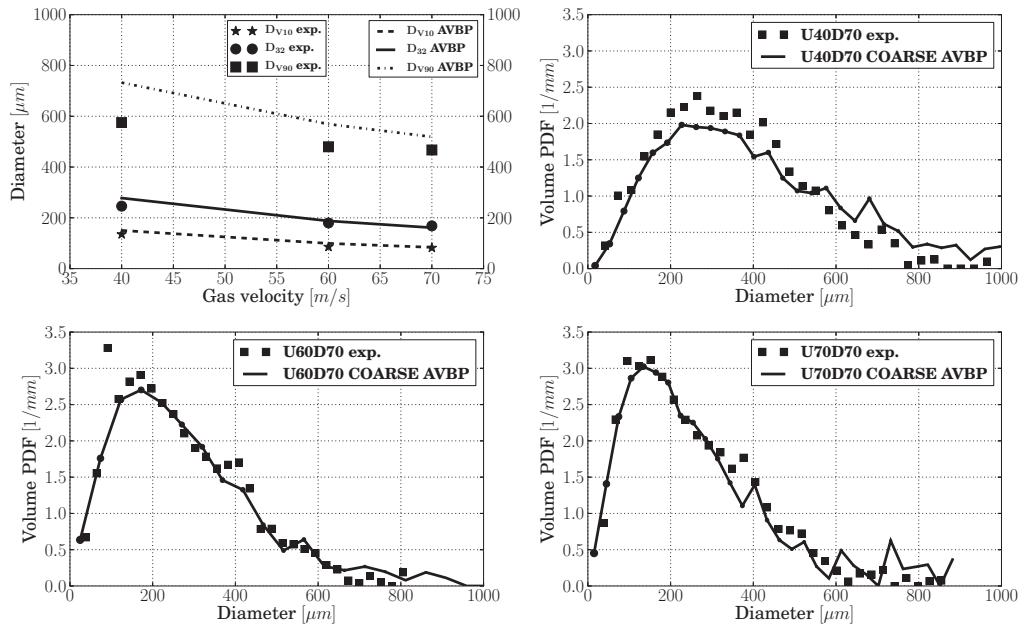 1000
800
600
400
200
0
Diameter [μm]
35 40 45 50 55 60 65 70 75
Gas velocity [m/s]
D_V10 exp.
D_32 exp.
D_V90 exp.
D_V10 AVBP
D_32 AVBP
D_V90 AVBP
1000
800
600
400
200
0
3.5
3.0
2.5
2.0
1.5
1.0
0.5
0.0
Volume PDF [1/mm]
0 200 400 600 800 1000
Diameter [μm]
U40D70 exp.
U40D70 COARSE AVBP
3.5
3.0
2.5
2.0
1.5
1.0
0.5
0.0
Volume PDF [1/mm]
0 200 400 600 800 1000
Diameter [μm]
U60D70 exp.
U60D70 COARSE AVBP
3.5
3.0
2.5
2.0
1.5
1.0
0.5
0.0
Volume PDF [1/mm]
0 200 400 600 800 1000
Diameter [μm]
U70D70 exp.
U70D70 COARSE AVBP